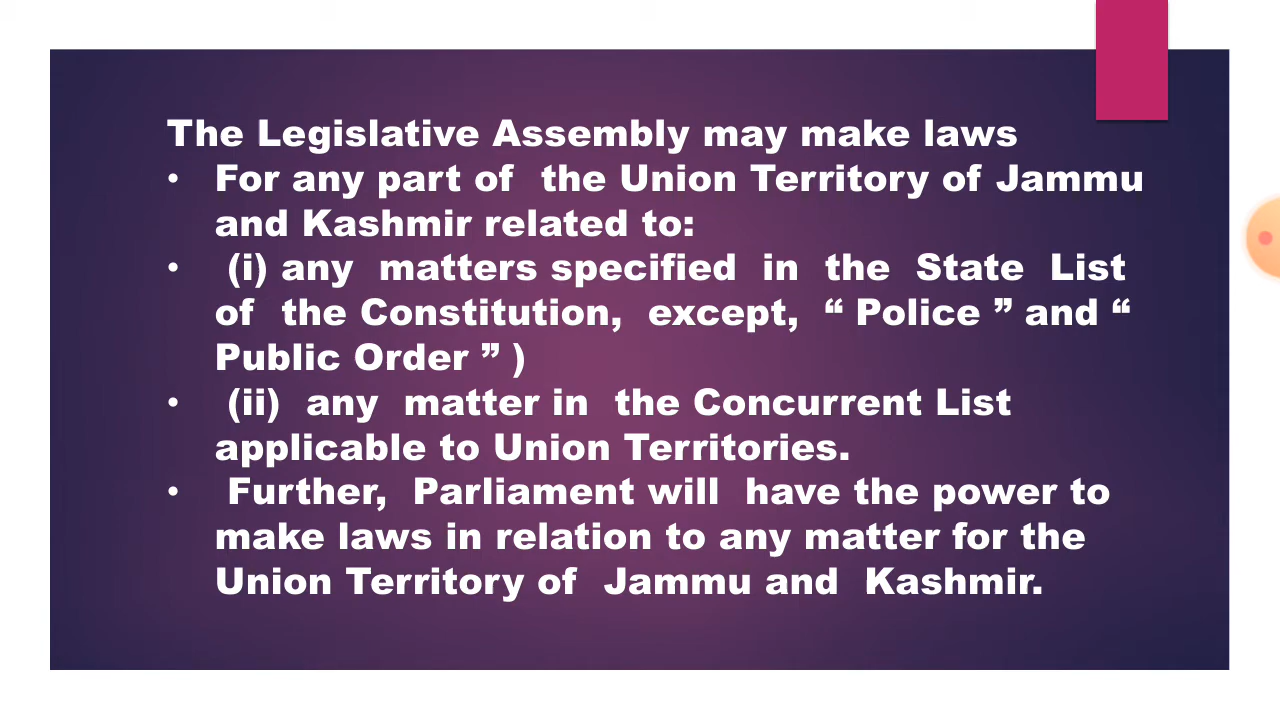 The Legislative Assembly may make laws
• For any part of the Union Territory of Jammu
and Kashmir related to:
• (i) any matters specified in the State List
of the Constitution, except, “ Police ” and “
Public Order ” )
• (ii) any matter in the Concurrent List
applicable to Union Territories.
• Further, Parliament will have the power to
make laws in relation to any matter for the
Union Territory of Jammu and Kashmir.